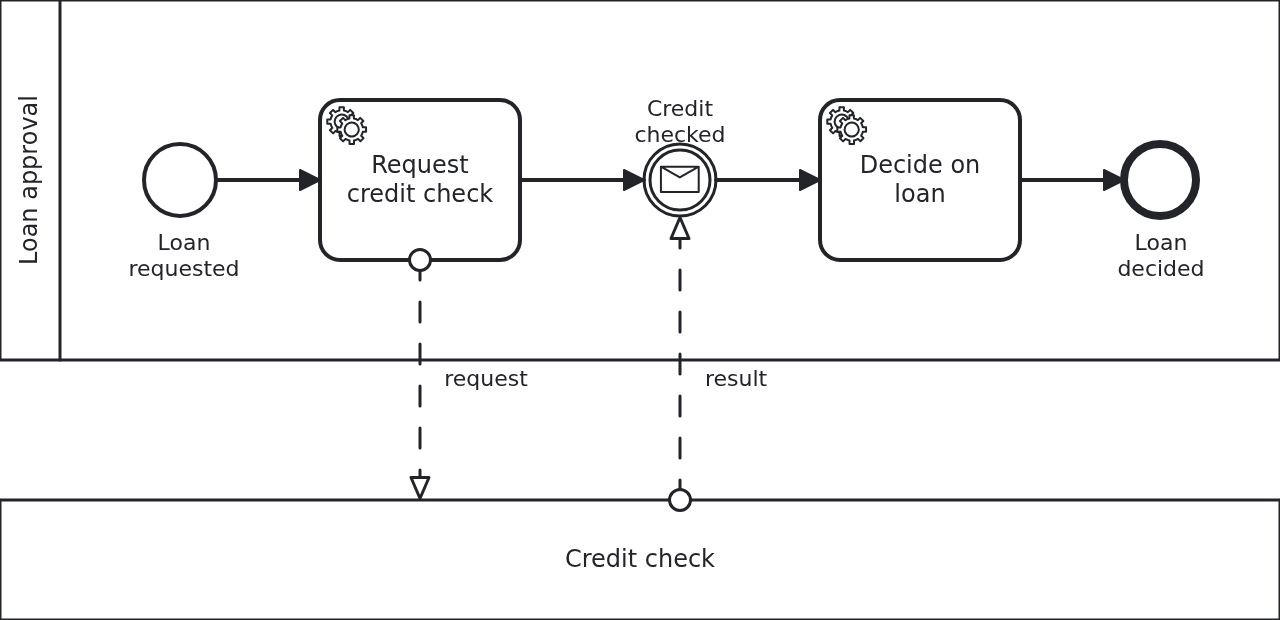 Loan approval
Loan
requested
Request
credit check
Credit
checked
Decide on
loan
Loan
decided
request
result
Credit check